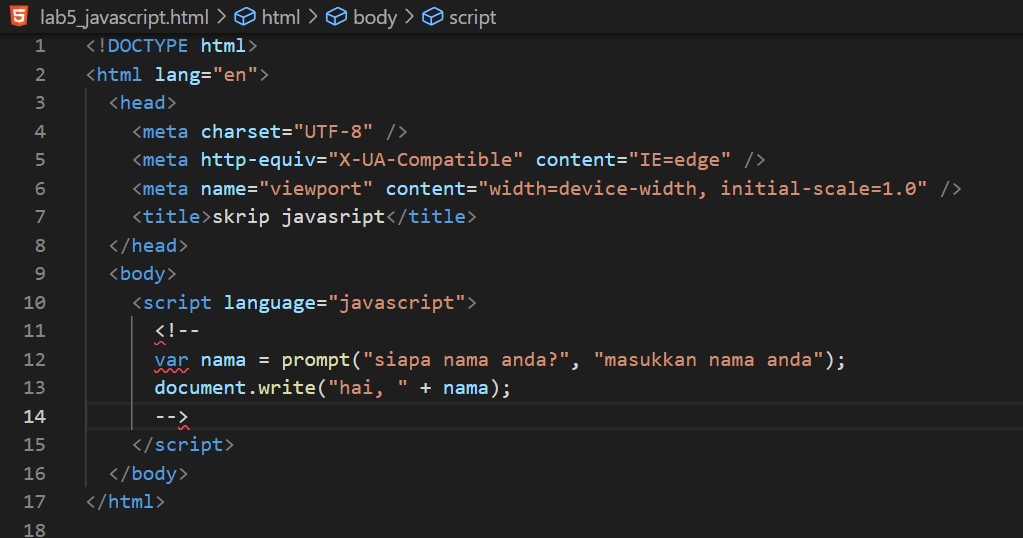 lab5_javascript.html > html > body > script
1 <!DOCTYPE html>
2 <html lang="en">
3 <head>
4 <meta charset="UTF-8" />
5 <meta http-equiv="X-UA-Compatible" content="IE=edge" />
6 <meta name="viewport" content="width=device-width, initial-scale=1.0" />
7 <title>skrip javasript</title>
8 </head>
9 <body>
10 <script language="javascript">
11 <!--
12 var nama = prompt("siapa nama anda?", "masukkan nama anda");
13 document.write("hai, " + nama);
14 -->
15 </script>
16 </body>
17 </html>
18